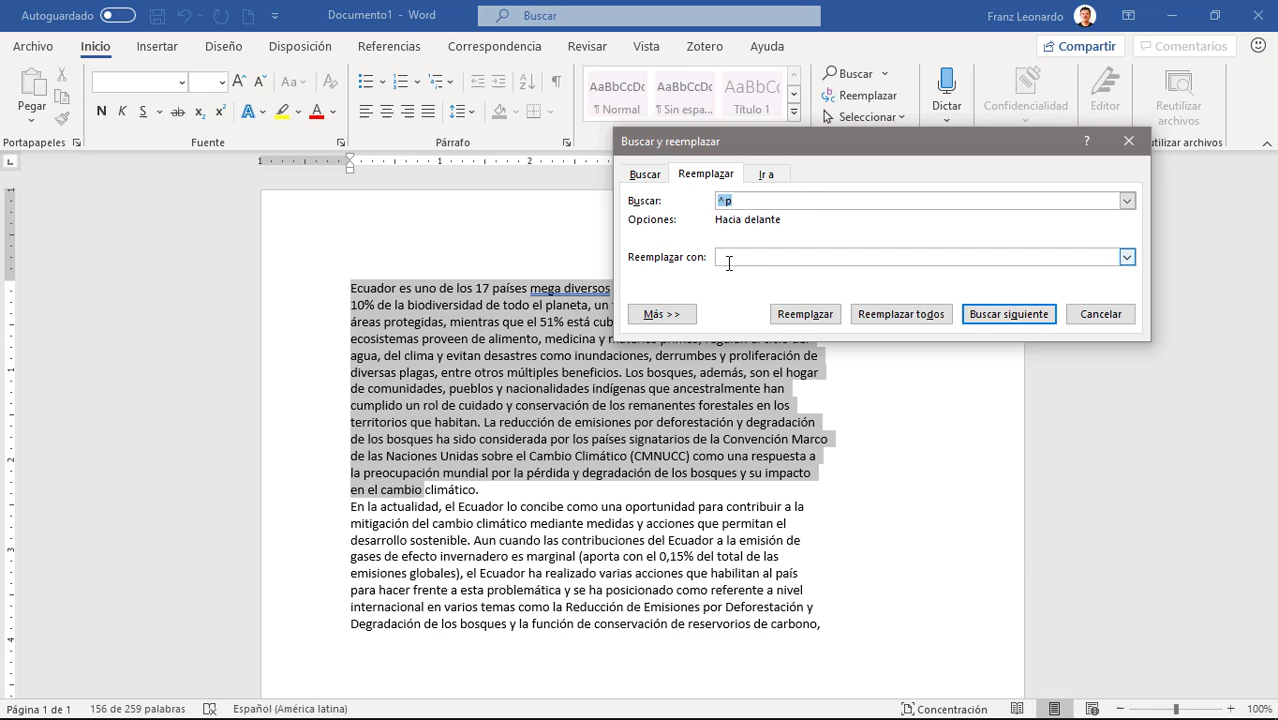 Autoguardado
Documento1 - Word
Buscar
Franz Leonardo
Archivo Inicio Insertar Diseño Disposición Referencias Correspondencia Revisar Vista Zotero Ayuda
Compartir
Comentarios
Pegar
N K S ab x₂ x² A A
Aa
AaBbCcDc AaBbCcDc AaBbCc
¶ Normal ¶ Sin espa... Título 1
Buscar
Reemplazar
Seleccionar
Dictar
Confidencialidad
Editor
Reutilizar
archivos
Portapapeles Fuente Párrafo
utilizar archivos
Buscar y reemplazar
Buscar Reemplazar Ir a
Buscar: ^p
Opciones: Hacia delante
Reemplazar con:
Más >> Reemplazar Reemplazar todos Buscar siguiente Cancelar
1 1 2
Ecuador es uno de los 17 países mega diversos
10% de la biodiversidad de todo el planeta, un
áreas protegidas, mientras que el 51% está cub
ecosistemas proveen de alimento, medicina y materias primas, regulan el ciclo del
agua, del clima y evitan desastres como inundaciones, derrumbes y proliferación de
diversas plagas, entre otros múltiples beneficios. Los bosques, además, son el hogar
de comunidades, pueblos y nacionalidades indígenas que ancestralmente han
cumplido un rol de cuidado y conservación de los remanentes forestales en los
territorios que habitan. La reducción de emisiones por deforestación y degradación
de los bosques ha sido considerada por los países signatarios de la Convención Marco
de las Naciones Unidas sobre el Cambio Climático (CMNUCC) como una respuesta a
la preocupación mundial por la pérdida y degradación de los bosques y su impacto
en el cambio climático.
En la actualidad, el Ecuador lo concibe como una oportunidad para contribuir a la
mitigación del cambio climático mediante medidas y acciones que permitan el
desarrollo sostenible. Aun cuando las contribuciones del Ecuador a la emisión de
gases de efecto invernadero es marginal (aporta con el 0,15% del total de las
emisiones globales), el Ecuador ha realizado varias acciones que habilitan al país
para hacer frente a esta problemática y se ha posicionado como referente a nivel
internacional en varios temas como la Reducción de Emisiones por Deforestación y
Degradación de los bosques y la función de conservación de reservorios de carbono,
Página 1 de 1 156 de 259 palabras Español (América latina) Concentración 100%